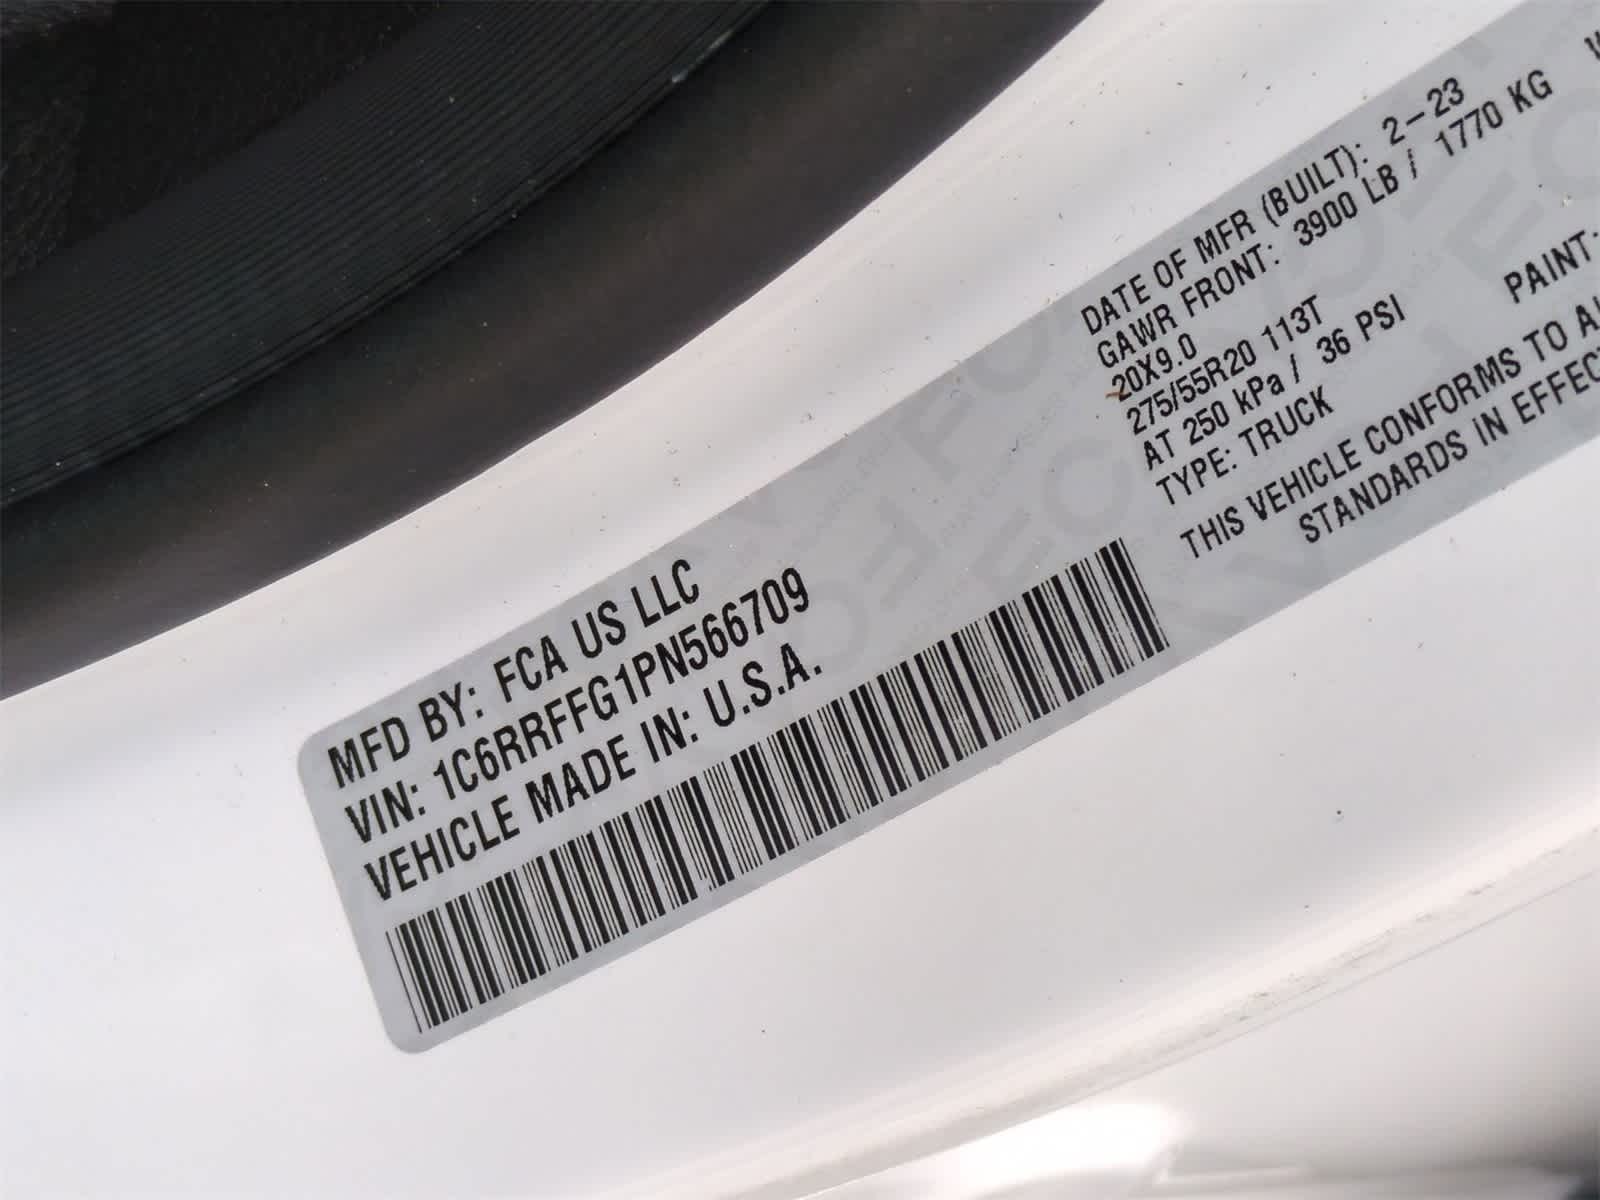 MFD BY: FCA US LLC
VIN: 1C6RRFFG1PN566709
VEHICLE MADE IN: U.S.A.
DATE OF MFR (BUILT): 2-23
GAWR FRONT: 3900 LB / 1770 KG
20X9.0
275/55R20 113T
AT 250 kPa / 36 PSI
TYPE: TRUCK
PAINT:
THIS VEHICLE CONFORMS TO
STANDARDS IN